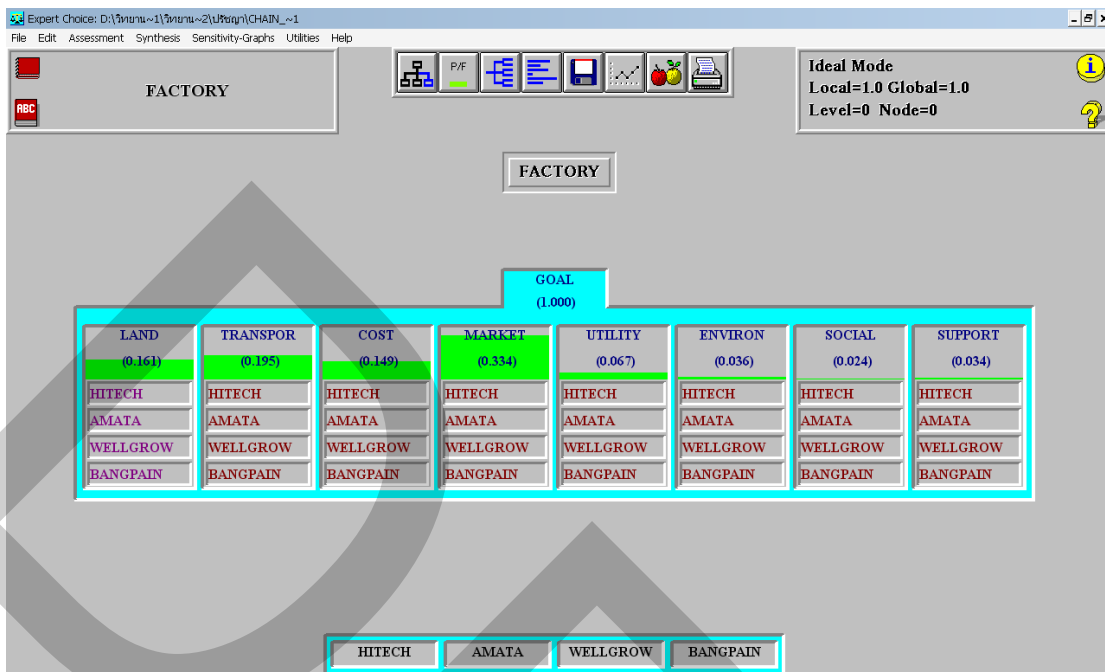 Expert Choice: D:\วิทยาน~1\วิทยาน~2\ปรัชญา\CHAIN_~1
File Edit Assessment Synthesis Sensitivity-Graphs Utilities Help
FACTORY
ABC
P/F
Ideal Mode
Local=1.0 Global=1.0
Level=0 Node=0
FACTORY
GOAL
(1.000)
LAND TRANSPOR COST MARKET UTILITY ENVIRON SOCIAL SUPPORT
(0.161) (0.195) (0.149) (0.334) (0.067) (0.036) (0.024) (0.034)
HITECH HITECH HITECH HITECH HITECH HITECH HITECH HITECH
AMATA AMATA AMATA AMATA AMATA AMATA AMATA AMATA
WELLGROW WELLGROW WELLGROW WELLGROW WELLGROW WELLGROW WELLGROW WELLGROW
BANGPAIN BANGPAIN BANGPAIN BANGPAIN BANGPAIN BANGPAIN BANGPAIN BANGPAIN
HITECH AMATA WELLGROW BANGPAIN